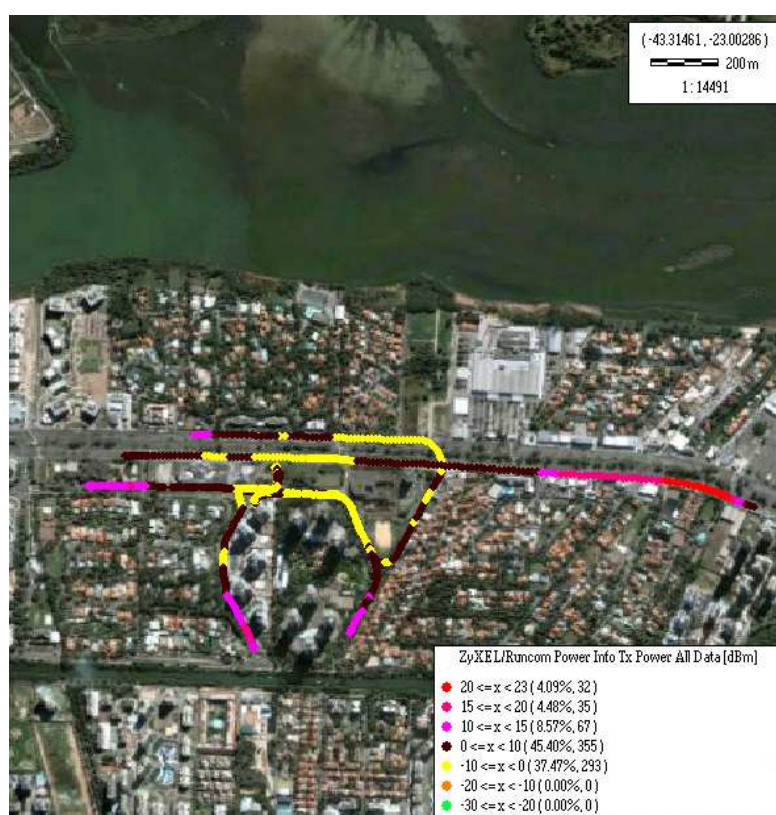 (-43.31461, -23.00286)
200 m
1 : 14491
ZyXEL/Runcom Power Info Tx Power All Data [dBm]
20 <= x < 23 ( 4.09%, 32 )
15 <= x < 20 ( 4.48%, 35 )
10 <= x < 15 ( 8.57%, 67 )
0 <= x < 10 ( 45.40%, 355 )
-10 <= x < 0 ( 37.47%, 293 )
-20 <= x < -10 ( 0.00%, 0 )
-30 <= x < -20 ( 0.00%, 0 )